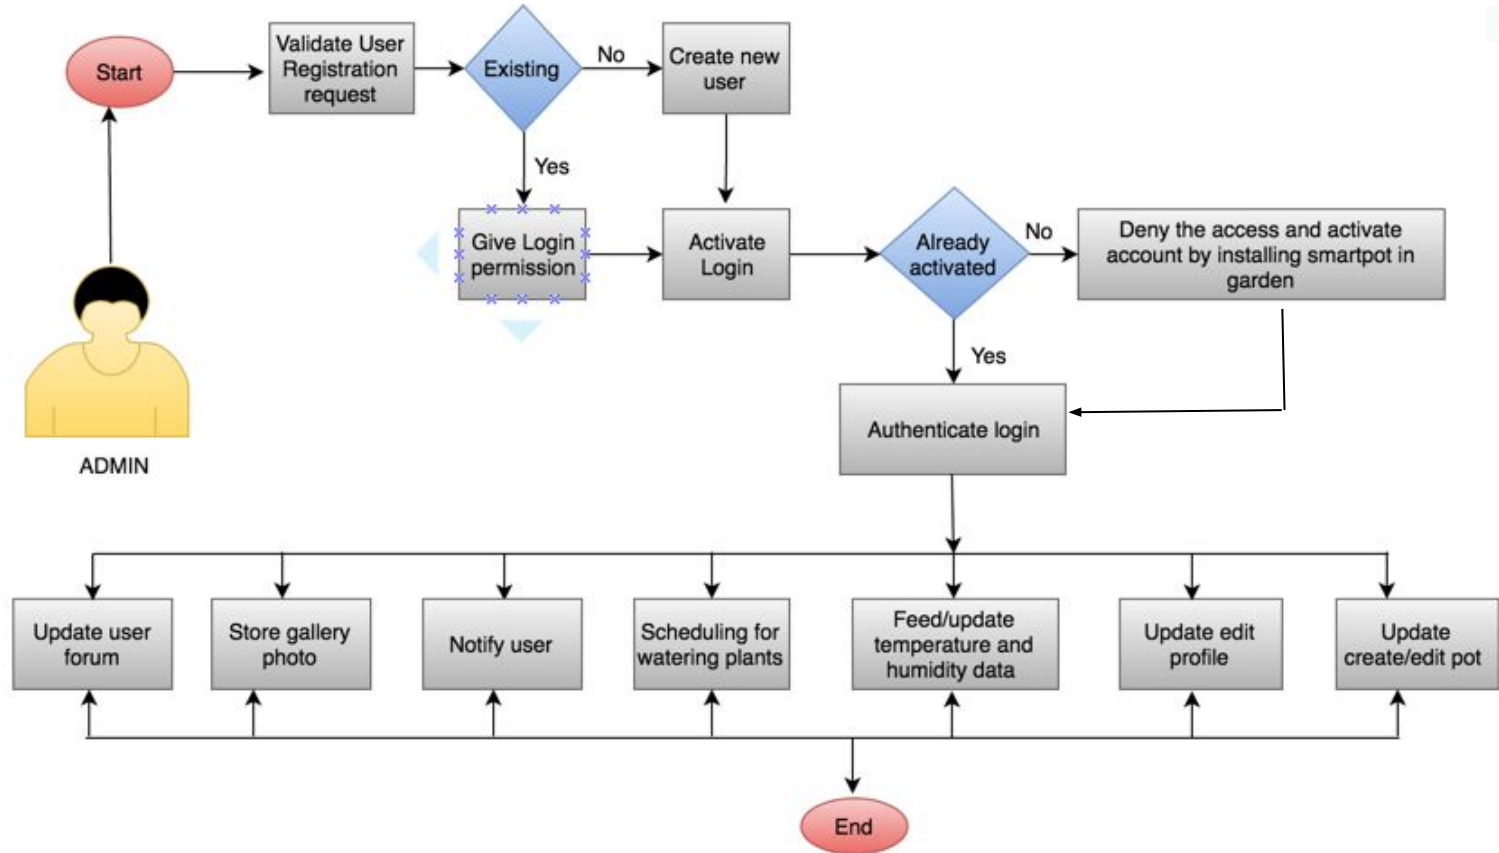 Start
Validate User
Registration
request
Existing
No
Create new
user
Yes
Give Login
permission
Activate
Login
Already
activated
No
Deny the access and activate
account by installing smartpot in
garden
Yes
Authenticate login
ADMIN
Update user
forum
Store gallery
photo
Notify user
Scheduling for
watering plants
Feed/update
temperature and
humidity data
Update edit
profile
Update
create/edit pot
End